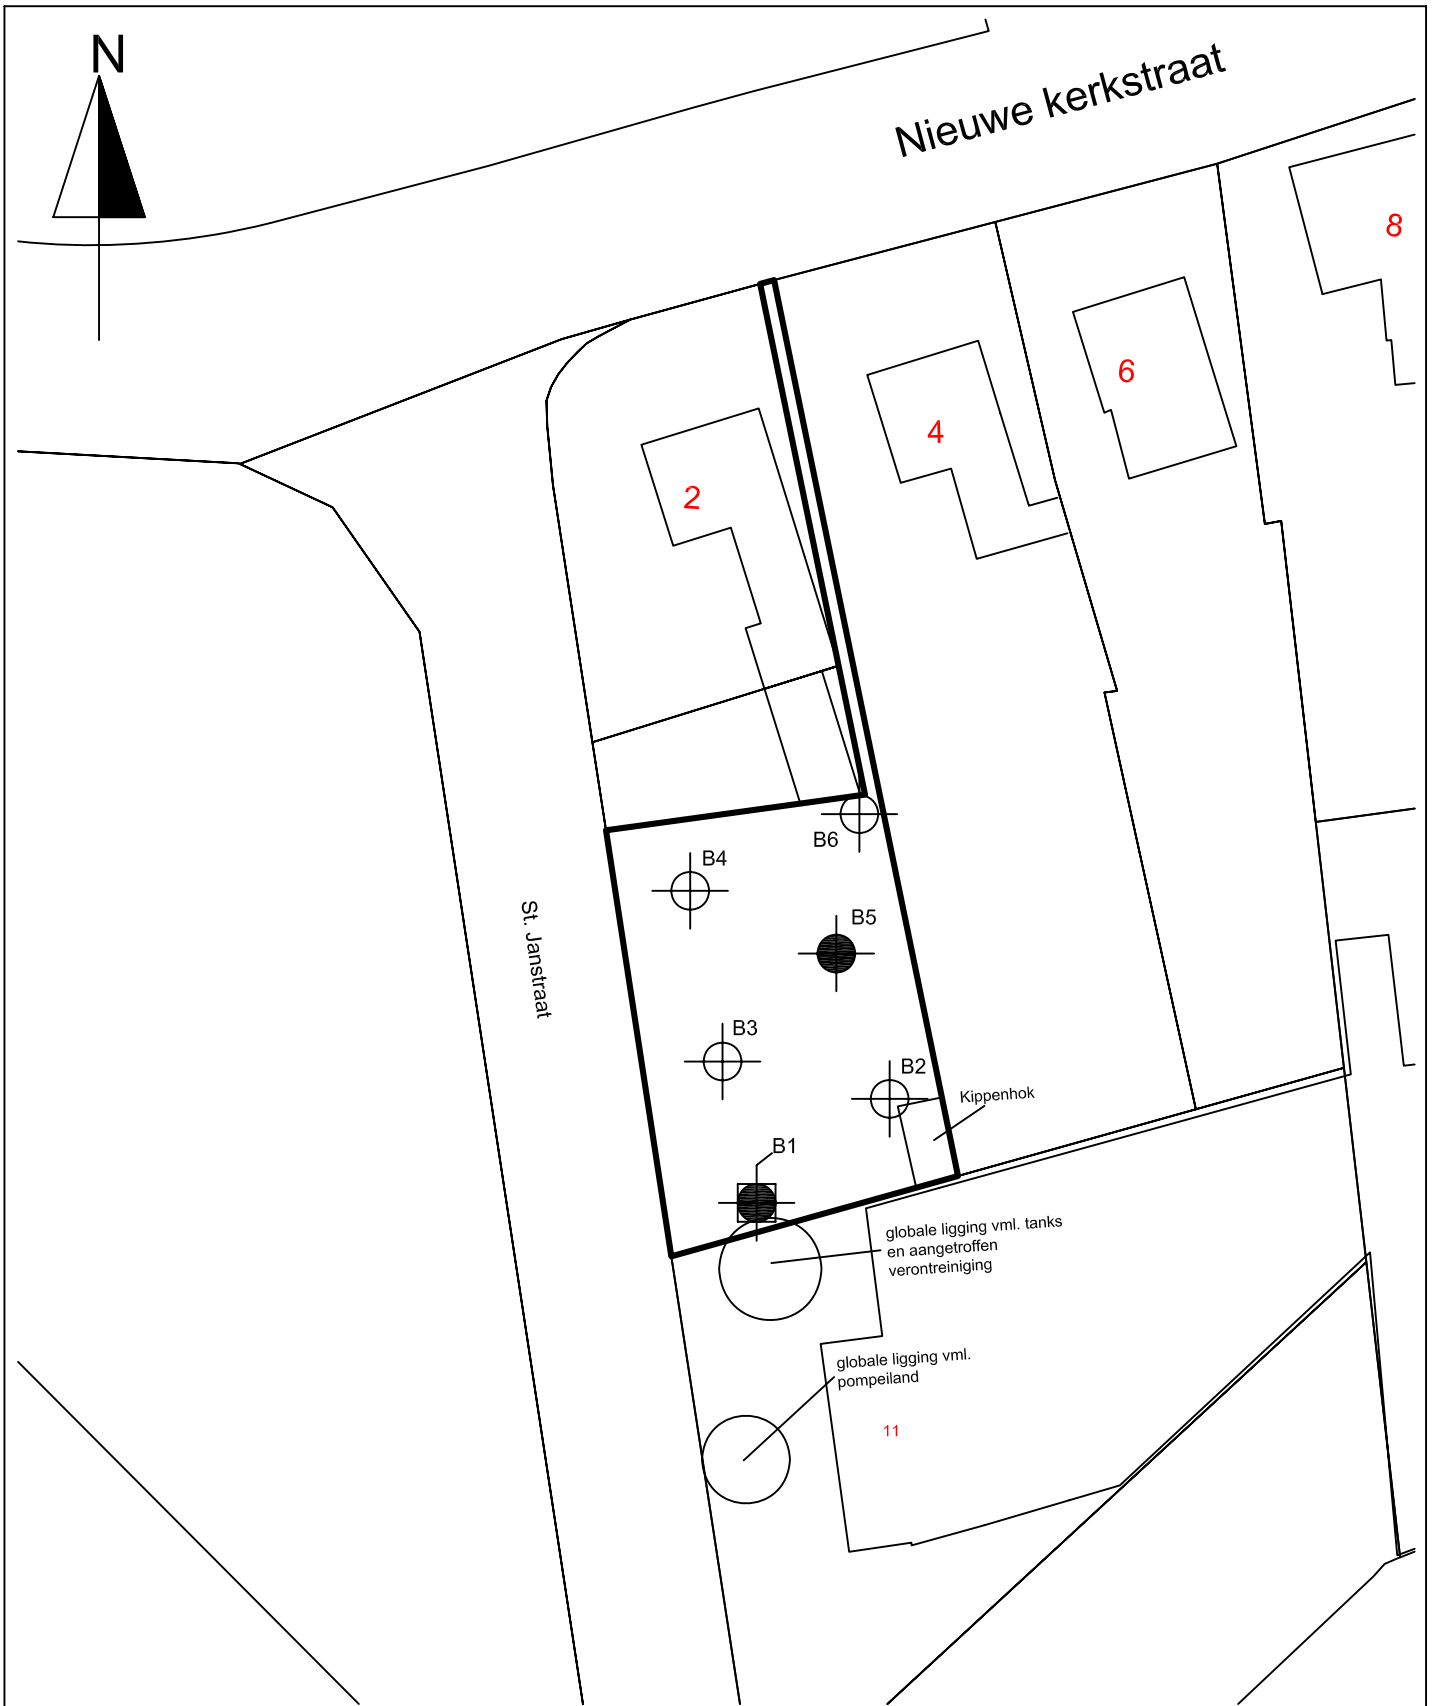 N
Nieuwe kerkstraat
8
6
4
2
B6
B4
B5
St. Janstraat
B3
B2
Kippenhok
B1
globale ligging vml. tanks
en aangetroffen
verontreiniging
globale ligging vml.
pompeiland
11